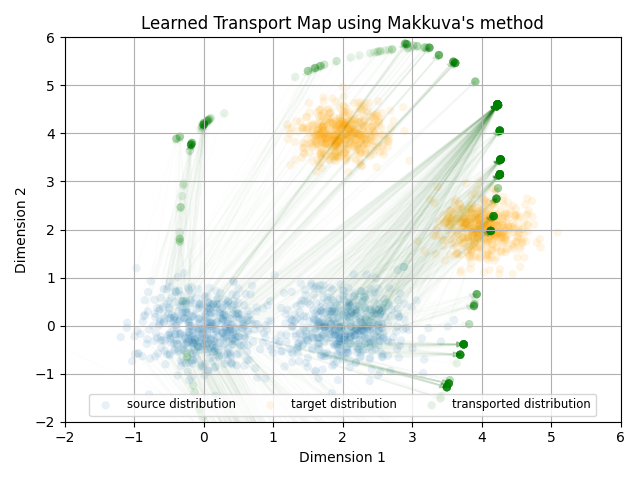 Learned Transport Map using Makkuva's method
6
5
4
3
2
1
0
−1
−2
Dimension 2
source distribution target distribution transported distribution
−2 −1 0 1 2 3 4 5 6
Dimension 1